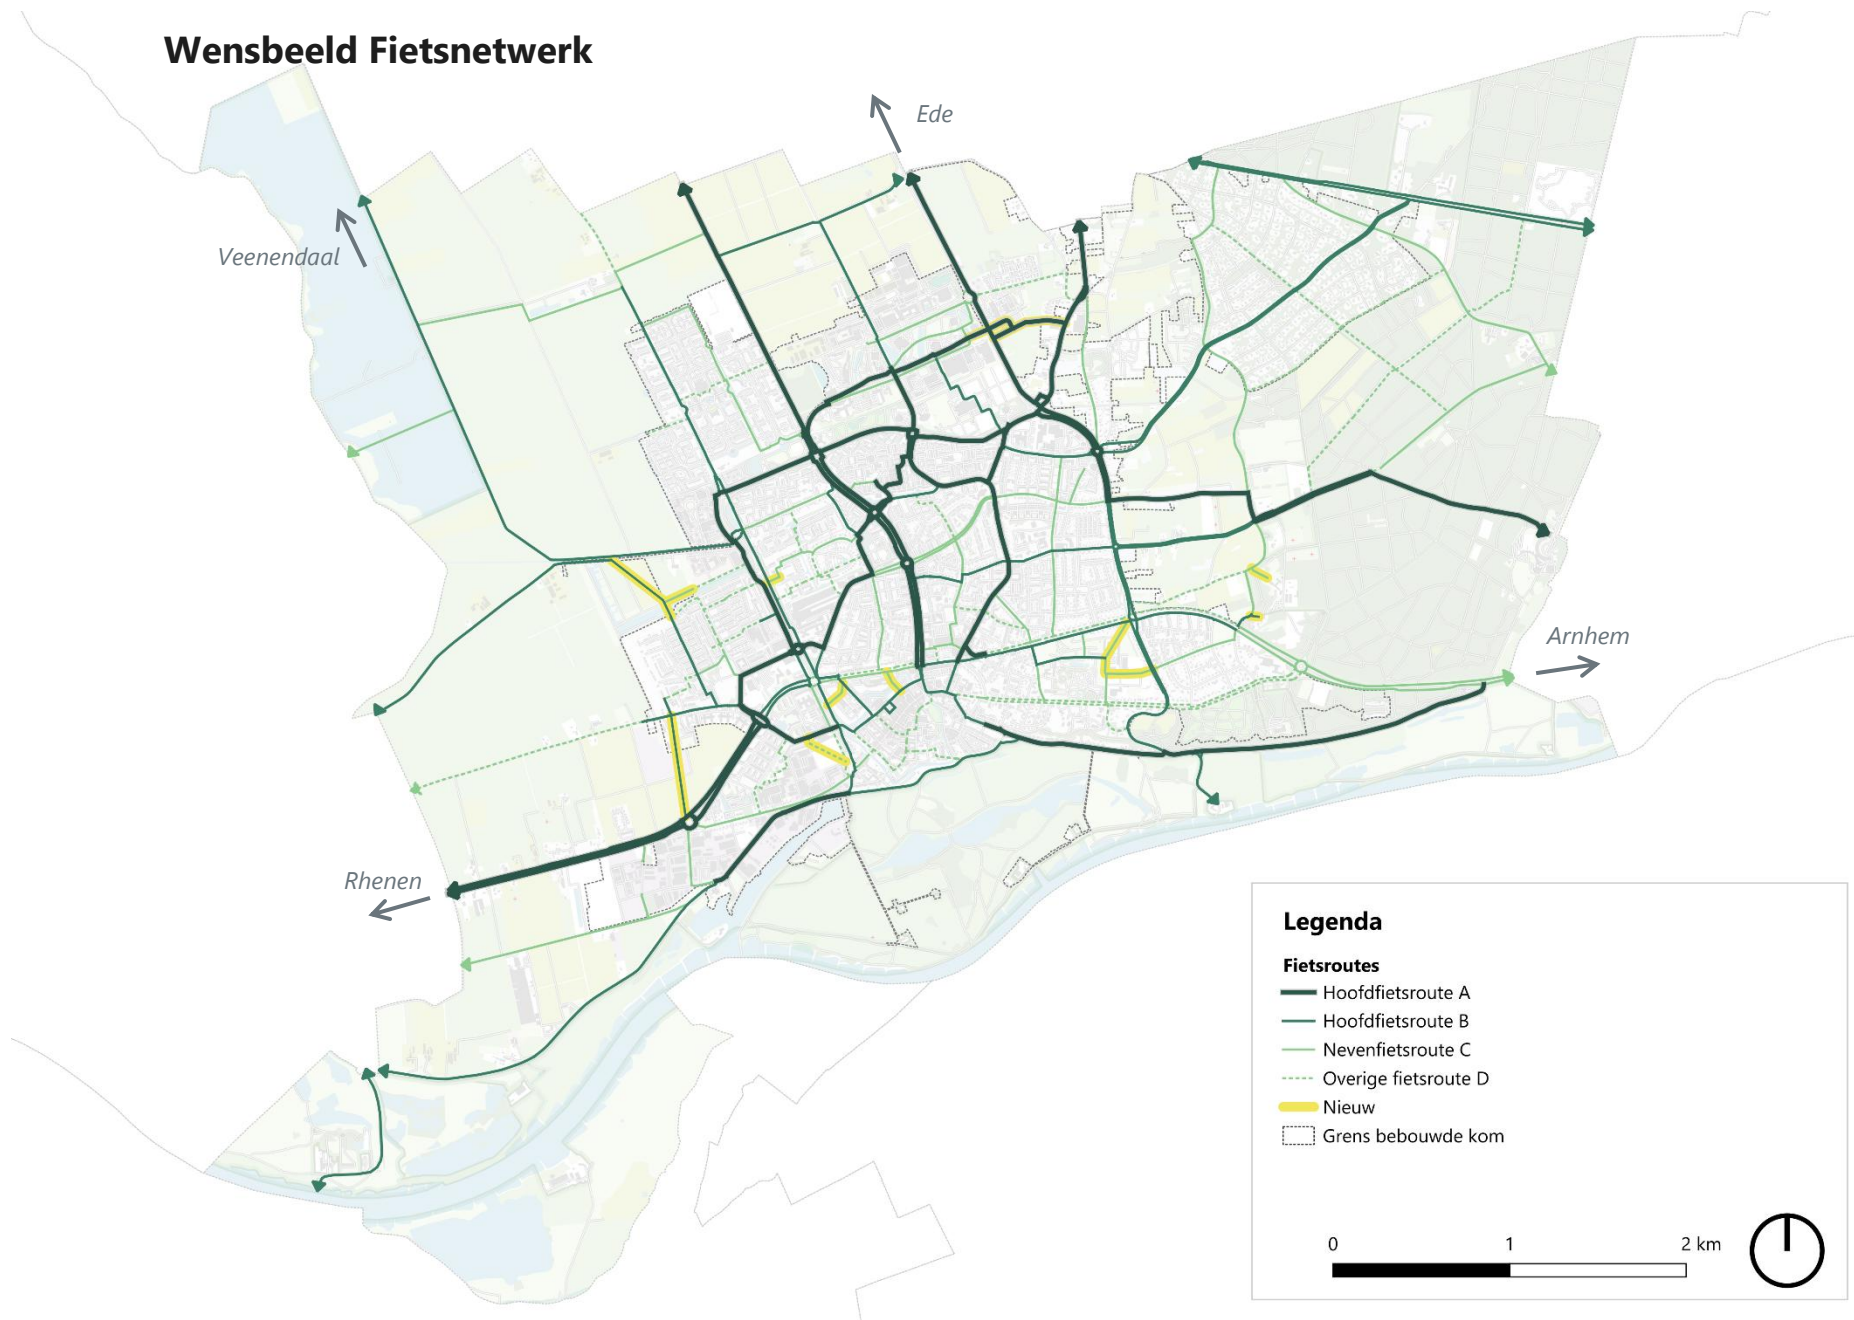 Wensbeeld Fietsnetwerk
Ede
Veenendaal
Arnhem
Rhenen
Legenda
Fietsroutes
Hoofdfietsroute A
Hoofdfietsroute B
Nevenfietsroute C
Overige fietsroute D
Nieuw
Grens bebouwde kom
0 1 2 km